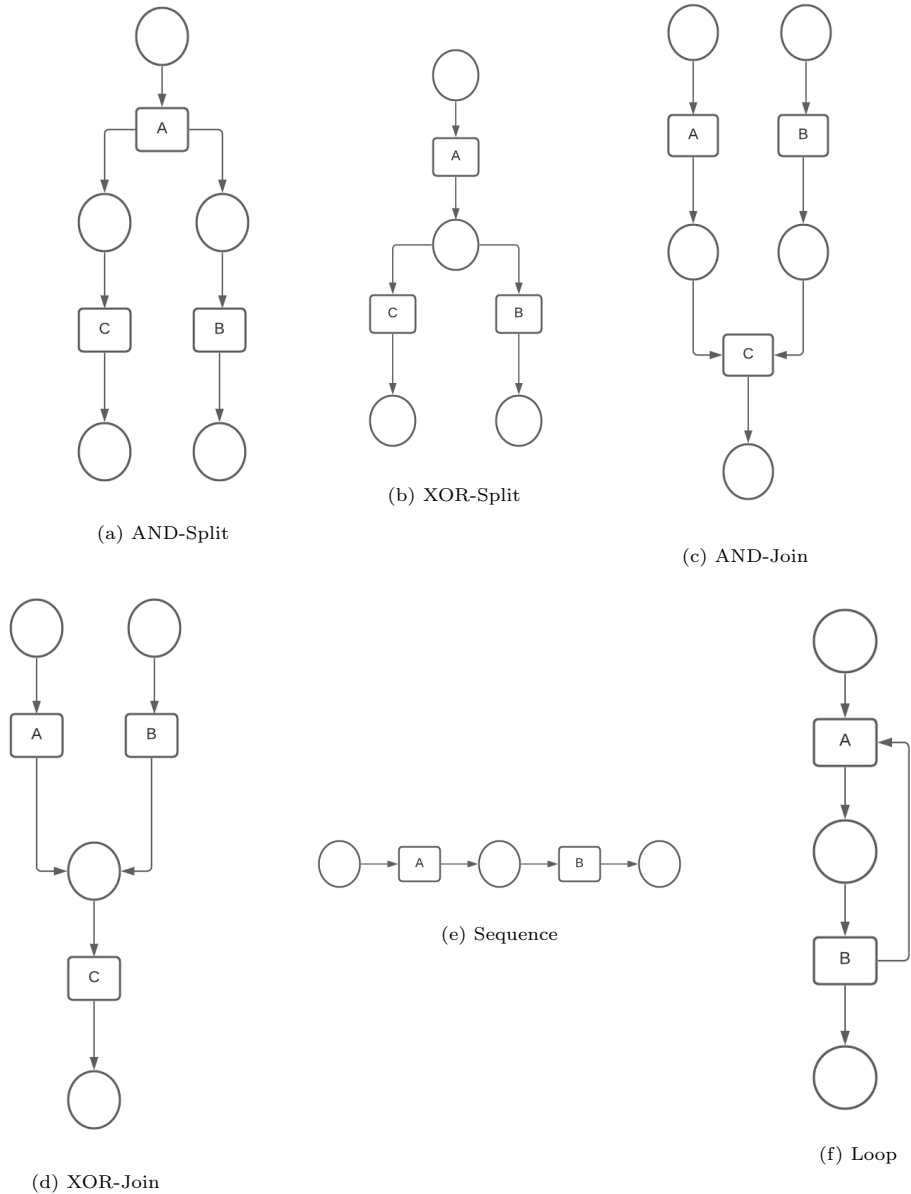 A
C
B
(a) AND-Split
A
C
B
(b) XOR-Split
A
B
C
(c) AND-Join
A
B
C
(d) XOR-Join
A
B
(e) Sequence
A
B
(f) Loop